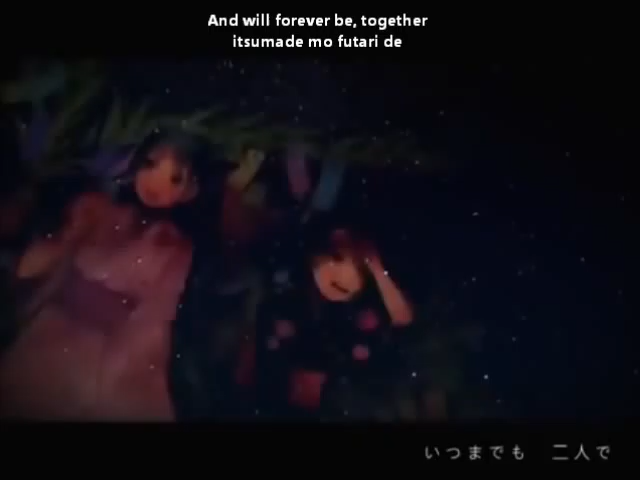 And will forever be, together
itsumade mo futari de
いつまでも　二人で